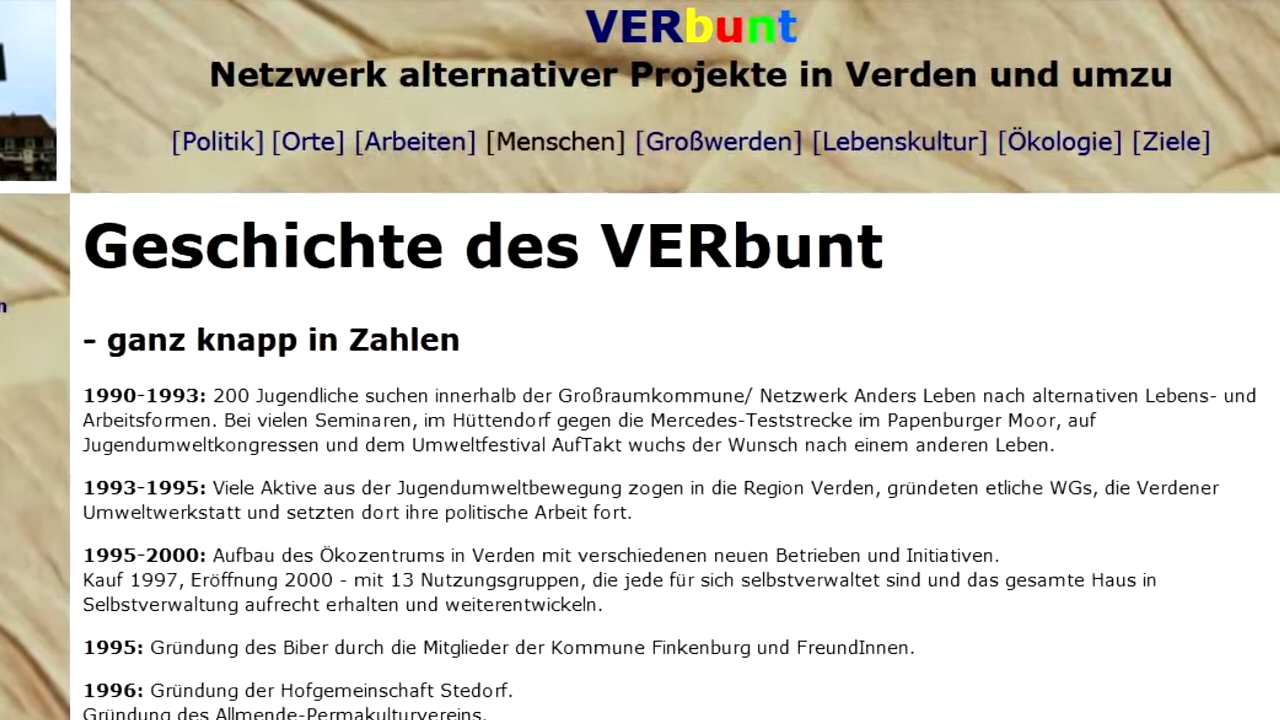 VERbunt
Netzwerk alternativer Projekte in Verden und umzu
[Politik] [Orte] [Arbeiten] [Menschen] [Großwerden] [Lebenskultur] [Ökologie] [Ziele]
Geschichte des VERbunt
- ganz knapp in Zahlen
1990-1993: 200 Jugendliche suchen innerhalb der Großraumkommune/ Netzwerk Anders Leben nach alternativen Lebens- und
Arbeitsformen. Bei vielen Seminaren, im Hüttendorf gegen die Mercedes-Teststrecke im Papenburger Moor, auf
Jugendumweltkongressen und dem Umweltfestival AufTakt wuchs der Wunsch nach einem anderen Leben.
1993-1995: Viele Aktive aus der Jugendumweltbewegung zogen in die Region Verden, gründeten etliche WGs, die Verdener
Umweltwerkstatt und setzten dort ihre politische Arbeit fort.
1995-2000: Aufbau des Ökozentrums in Verden mit verschiedenen neuen Betrieben und Initiativen.
Kauf 1997, Eröffnung 2000 - mit 13 Nutzungsgruppen, die jede für sich selbstverwaltet sind und das gesamte Haus in
Selbstverwaltung aufrecht erhalten und weiterentwickeln.
1995: Gründung des Biber durch die Mitglieder der Kommune Finkenburg und FreundInnen.
1996: Gründung der Hofgemeinschaft Stedorf.
Gründung des Allmende-Permakulturvereins.